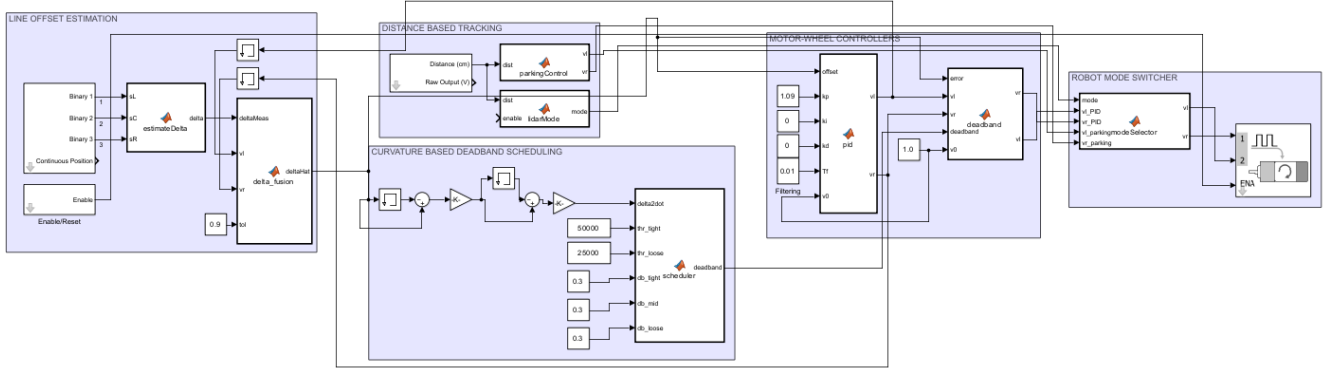 LINE OFFSET ESTIMATION
Binary 1
1
Binary 2
2
Binary 3
3
Continuous Position
sL
sC
sR
estimateDelta
delta
Enable
Enable/Reset
0.9
deltaMeas
vl
vr
tol
delta_fusion
deltaHat
DISTANCE BASED TRACKING
Distance (cm)
Raw Output (V)
dist
parkingControl
vl
vr
dist
enable
lidarMode
mode
CURVATURE BASED DEADBAND SCHEDULING
-K-
-K-
50000
25000
0.3
0.3
0.3
delta2dot
thr_tight
thr_loose
db_tight
db_mid
db_loose
scheduler
deadband
MOTOR-WHEEL CONTROLLERS
1.09
0
0
0.01
Filtering
offset
kp
ki
kd
Tf
v0
pid
vl
vr
1.0
error
vl
vr
deadband
v0
deadband
vr
vl
ROBOT MODE SWITCHER
mode
vl_PID
vr_PID
vl_parking
vr_parking
modeSelector
vl
vr
1
2
ENA